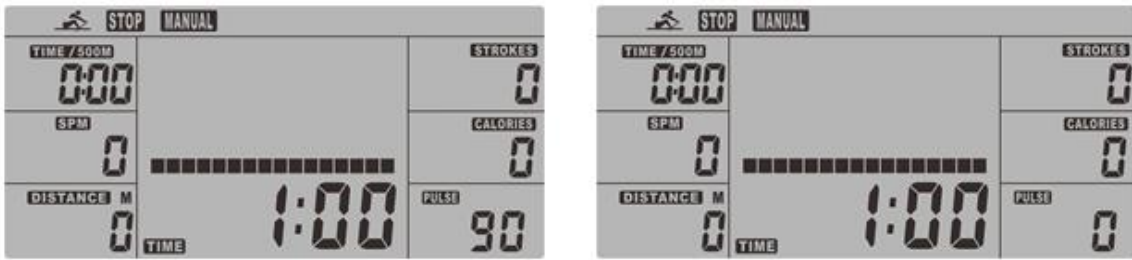 STOP MANUAL
TIME / 500M
0:00
STROKES
0
SPM
0
CALORIES
0
DISTANCE M
0
TIME
1:00
PULSE
90
STOP MANUAL
TIME / 500M
0:00
STROKES
0
SPM
0
CALORIES
0
DISTANCE M
0
TIME
1:00
PULSE
0